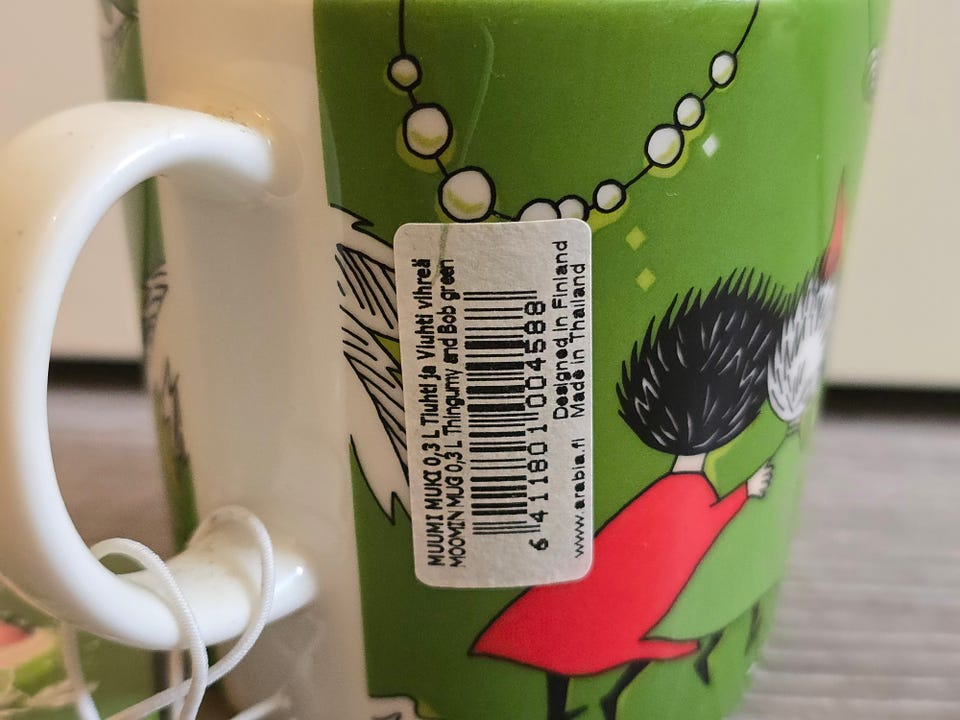 MUUMI MUKI 0,3 L Tiuhti ja Viuhti vihreä
MOOMIN MUG 0,3 L Thingumy and Bob green
6 411801 004588
Designed in Finland
www.arabia.fi Made in Thailand